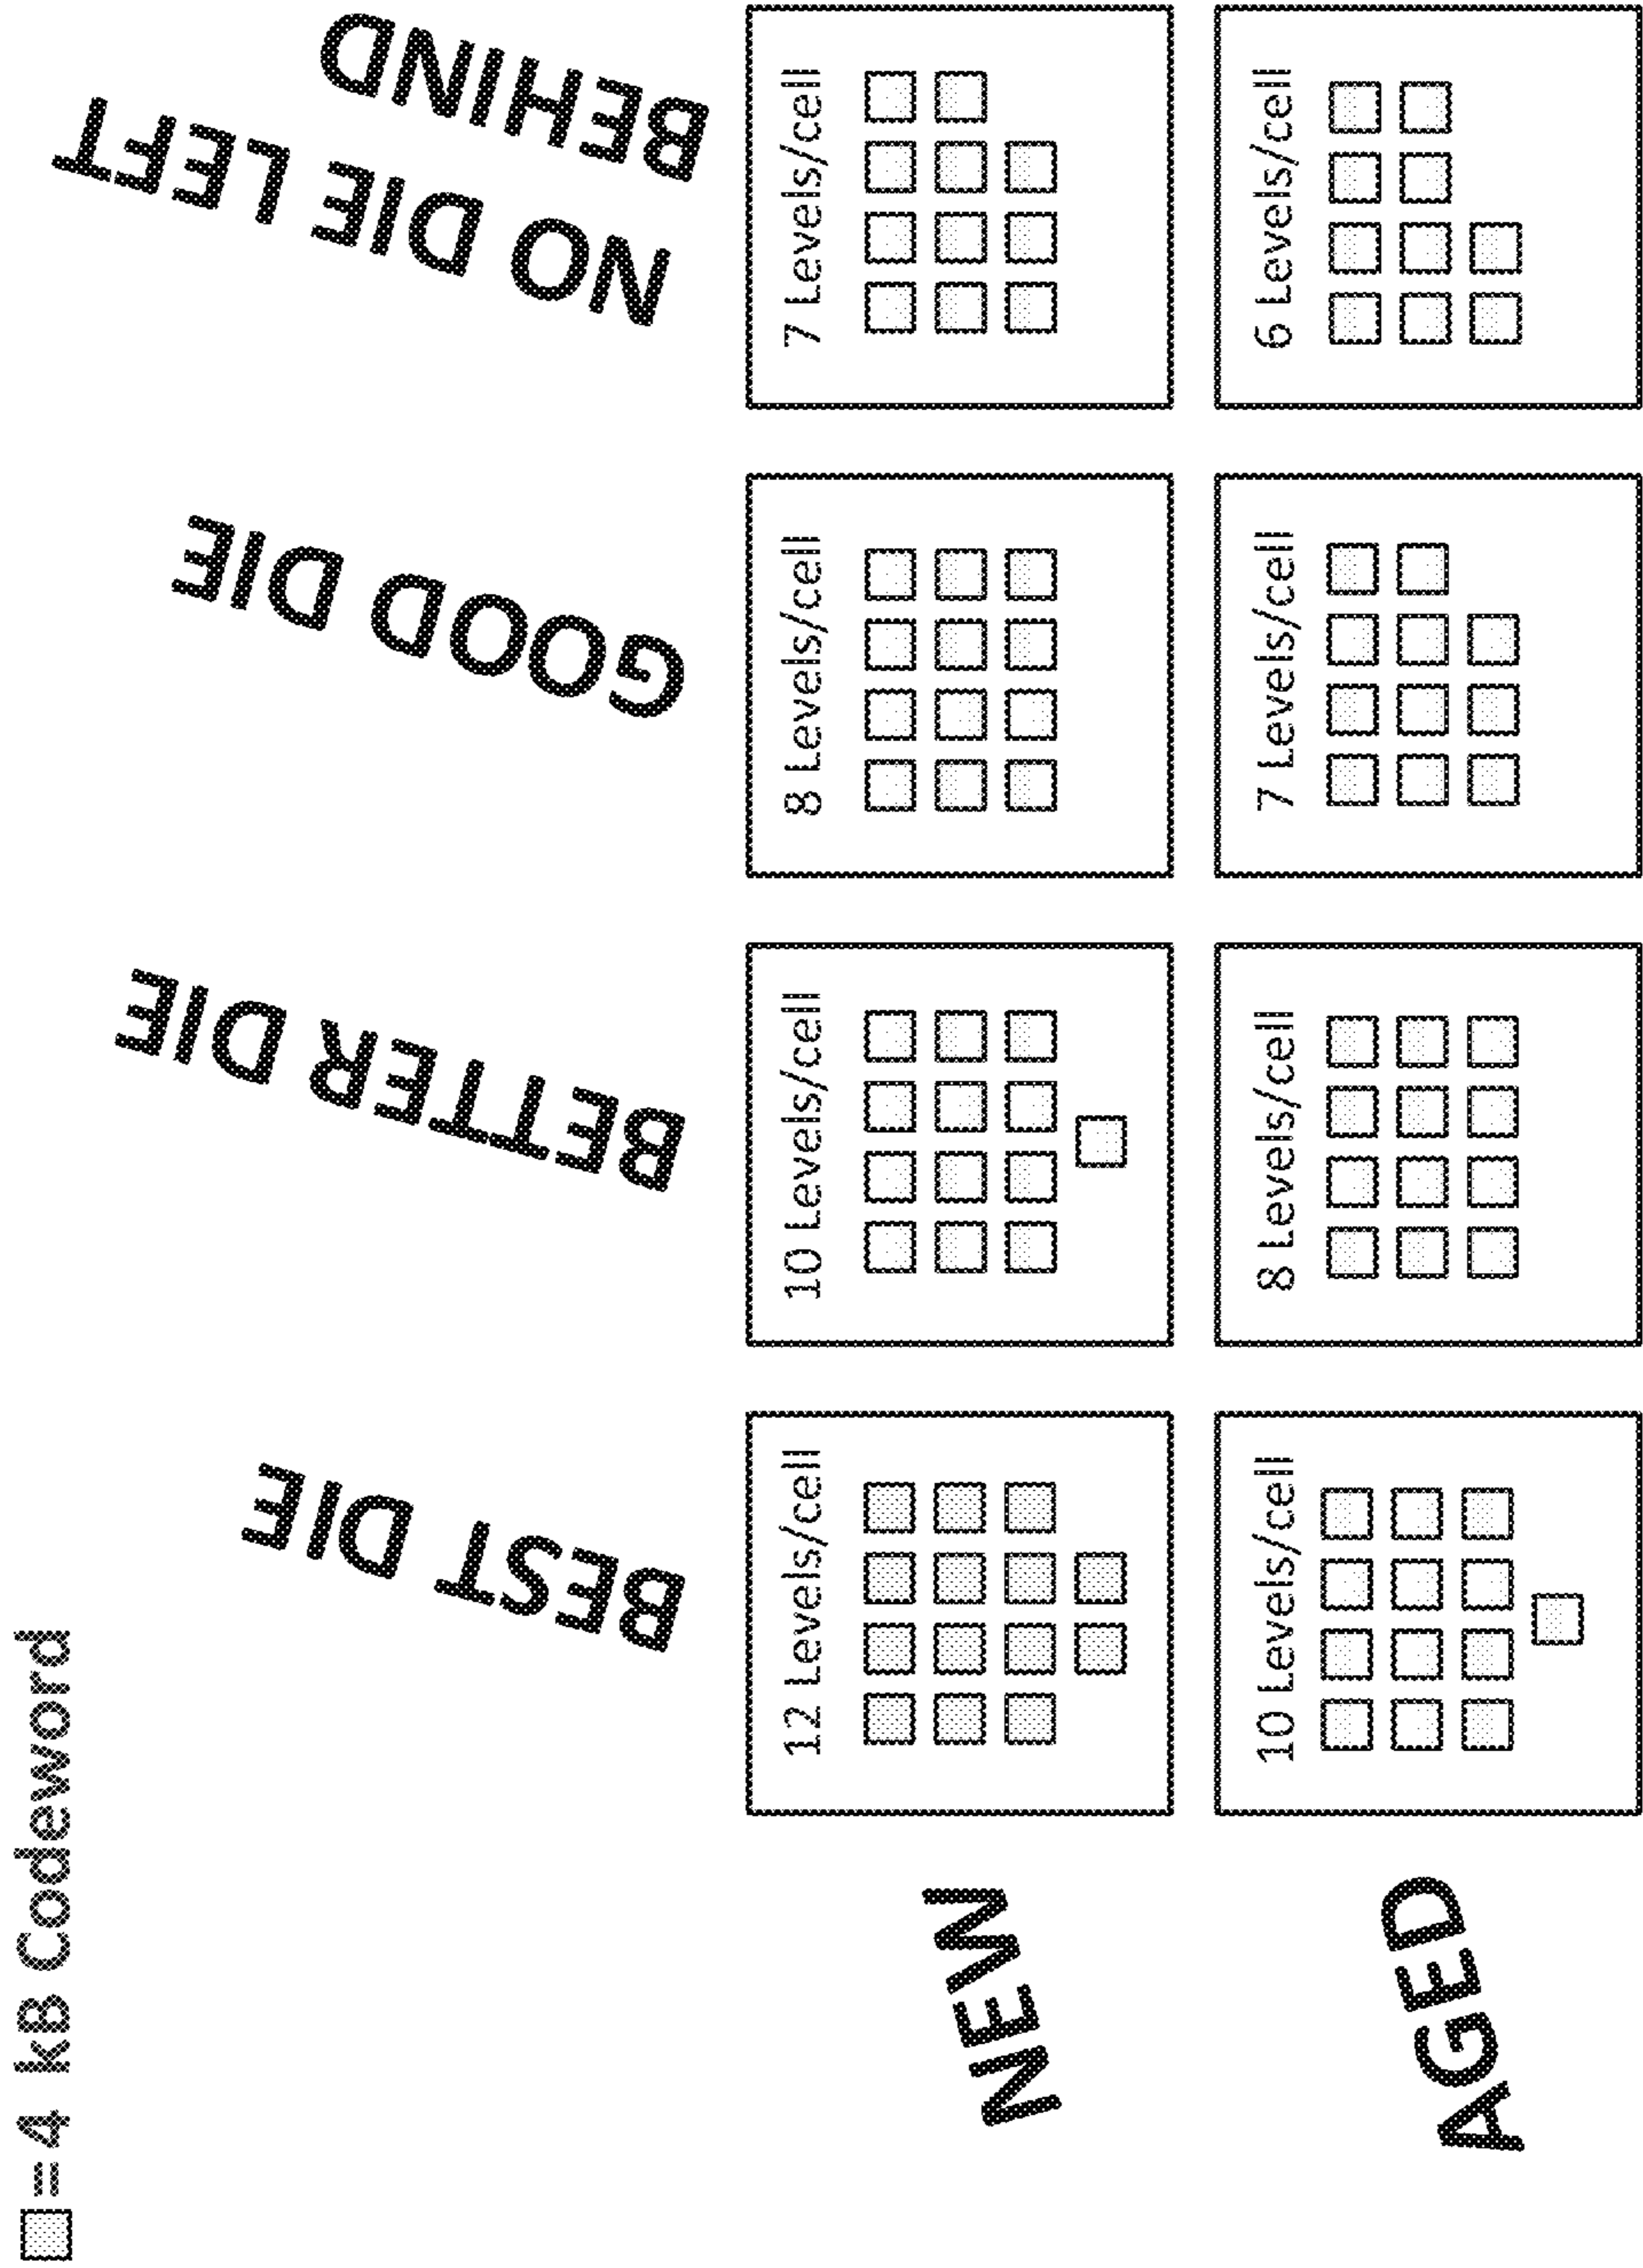 = 4 kB Codeword
BEST DIE
BETTER DIE
GOOD DIE
NO DIE LEFT
BEHIND
NEW
12 Levels/cell
10 Levels/cell
8 Levels/cell
7 Levels/cell
AGED
10 Levels/cell
8 Levels/cell
7 Levels/cell
6 Levels/cell